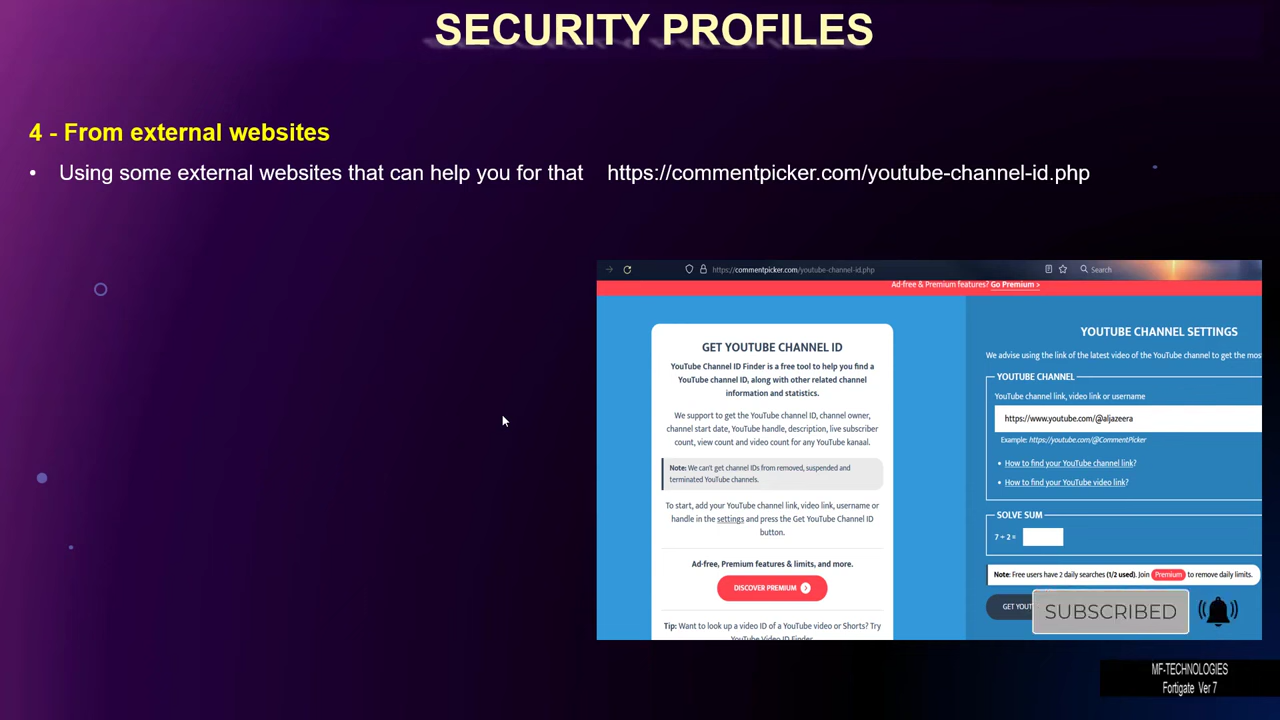 SECURITY PROFILES
4 - From external websites
• Using some external websites that can help you for that https://commentpicker.com/youtube-channel-id.php
https://commentpicker.com/youtube-channel-id.php
Search
Ad-free & Premium features? Go Premium >
GET YOUTUBE CHANNEL ID
YouTube Channel ID Finder is a free tool to help you find a
YouTube channel ID, along with other related channel
information and statistics.
We support to get the YouTube channel ID, channel owner,
channel start date, YouTube handle, description, live subscriber
count, view count and video count for any YouTube kanaal.
Note: We can't get channel IDs from removed, suspended and
terminated YouTube channels.
To start, add your YouTube channel link, video link, username or
handle in the settings and press the Get YouTube Channel ID
button.
Ad-free, Premium features & limits, and more.
DISCOVER PREMIUM
Tip: Want to look up a video ID of a YouTube video or Shorts? Try
YouTube Video ID Finder.
YOUTUBE CHANNEL SETTINGS
We advise using the link of the latest video of the YouTube channel to get the
YOUTUBE CHANNEL
YouTube channel link, video link or username
https://www.youtube.com/@aljazeera
Example: https://youtube.com/@CommentPicker
• How to find your YouTube channel link?
• How to find your YouTube video link?
SOLVE SUM
Note: Free users have 2 daily searches (1/2 used). Join Premium to remove daily limits.
GET YOUT
SUBSCRIBED
MF-TECHNOLOGIES
Fortigate Ver 7